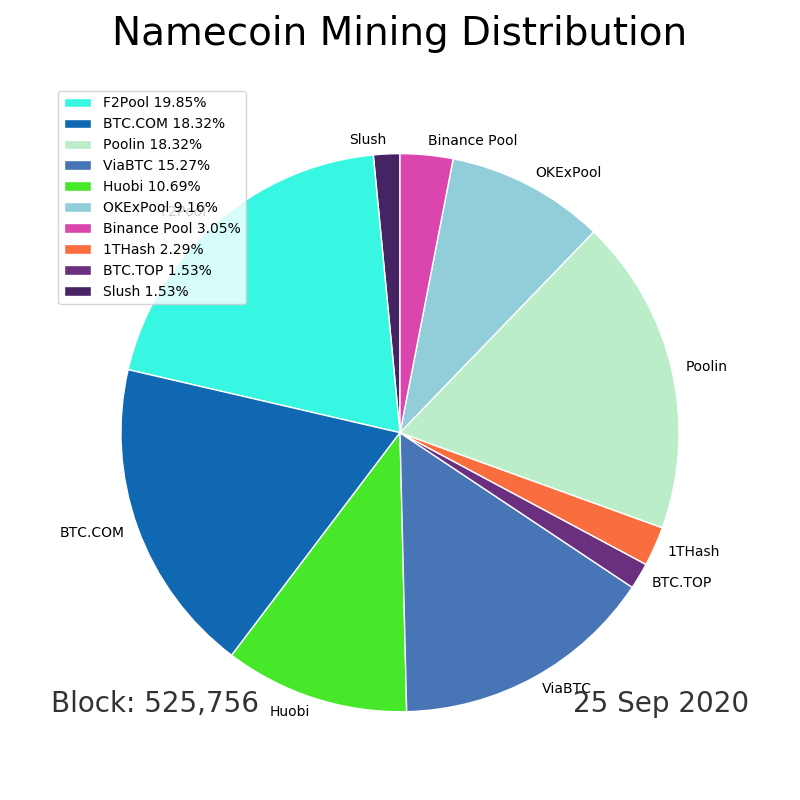 Namecoin Mining Distribution
F2Pool 19.85%
BTC.COM 18.32%
Poolin 18.32%
ViaBTC 15.27%
Huobi 10.69%
OKExPool 9.16%
Binance Pool 3.05%
1THash 2.29%
BTC.TOP 1.53%
Slush 1.53%
Slush
Binance Pool
OKExPool
F2Pool
Poolin
BTC.COM
1THash
BTC.TOP
ViaBTC
Huobi
Block: 525,756
25 Sep 2020